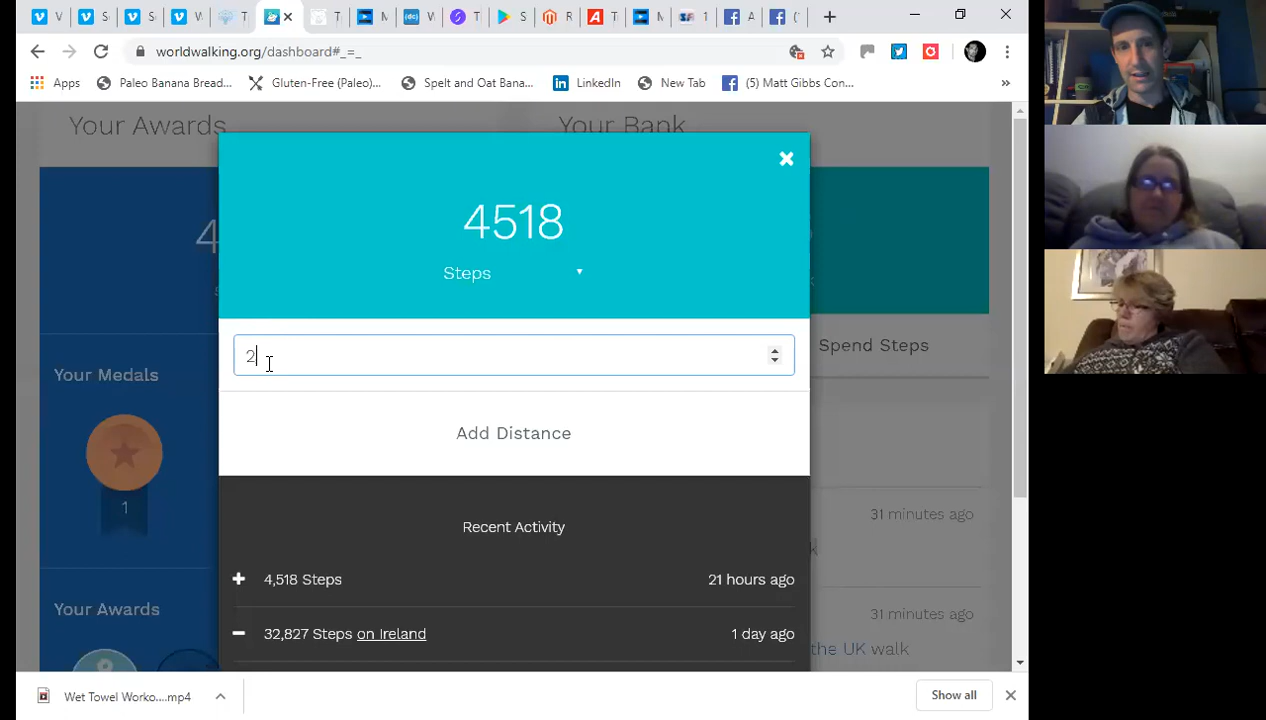 V
S
S
V
T
T
N
S
V
T
S
R
T
N
1
A
(
worldwalking.org/dashboard#_=_
Apps
Paleo Banana Bread...
Gluten-Free (Paleo)...
Spelt and Oat Bana...
LinkedIn
New Tab
(5) Matt Gibbs Con...
»
Your Awards
Your Bank
4518
Steps
2
Spend Steps
Add Distance
Your Medals
1
Recent Activity
31 minutes ago
4,518 Steps
21 hours ago
Your Awards
31 minutes ago
32,827 Steps on Ireland
1 day ago
the UK walk
Wet Towel Worko....mp4
Show all